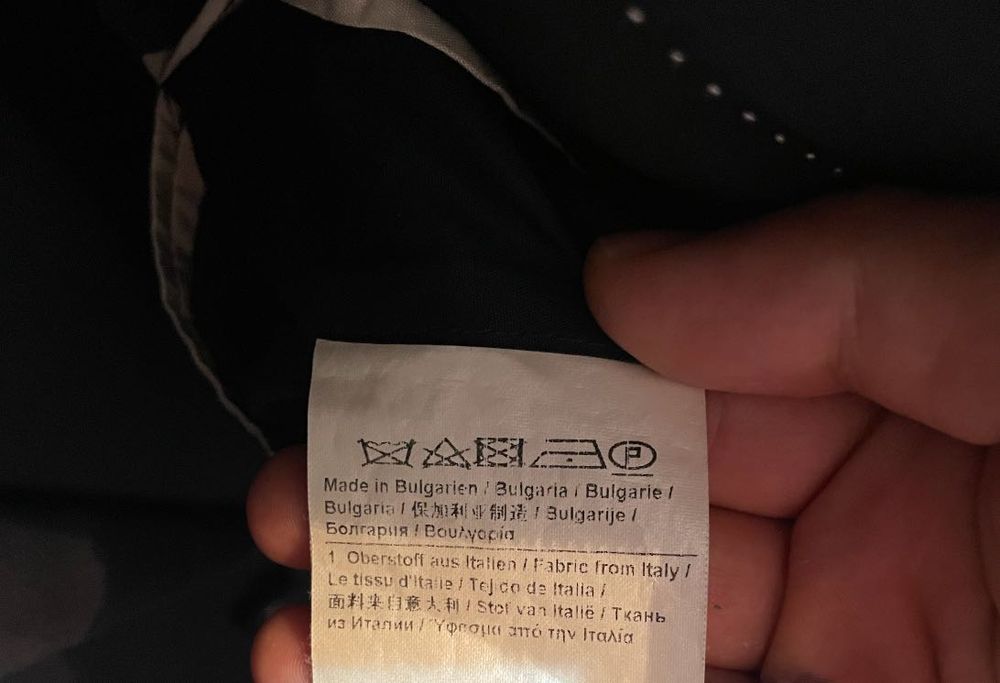 P
Made in Bulgarien / Bulgaria / Bulgarie /
Bulgaria / 保加利亚制造 / Bulgarije /
Болгария / Βουλγαρία
1. Oberstoff aus Italien / Fabric from Italy /
Le tissu d'Italie / Tejido de Italia /
面料来自意大利 / Stof van Italië / Ткань
из Италии / Ύφασμα από την Ιταλία